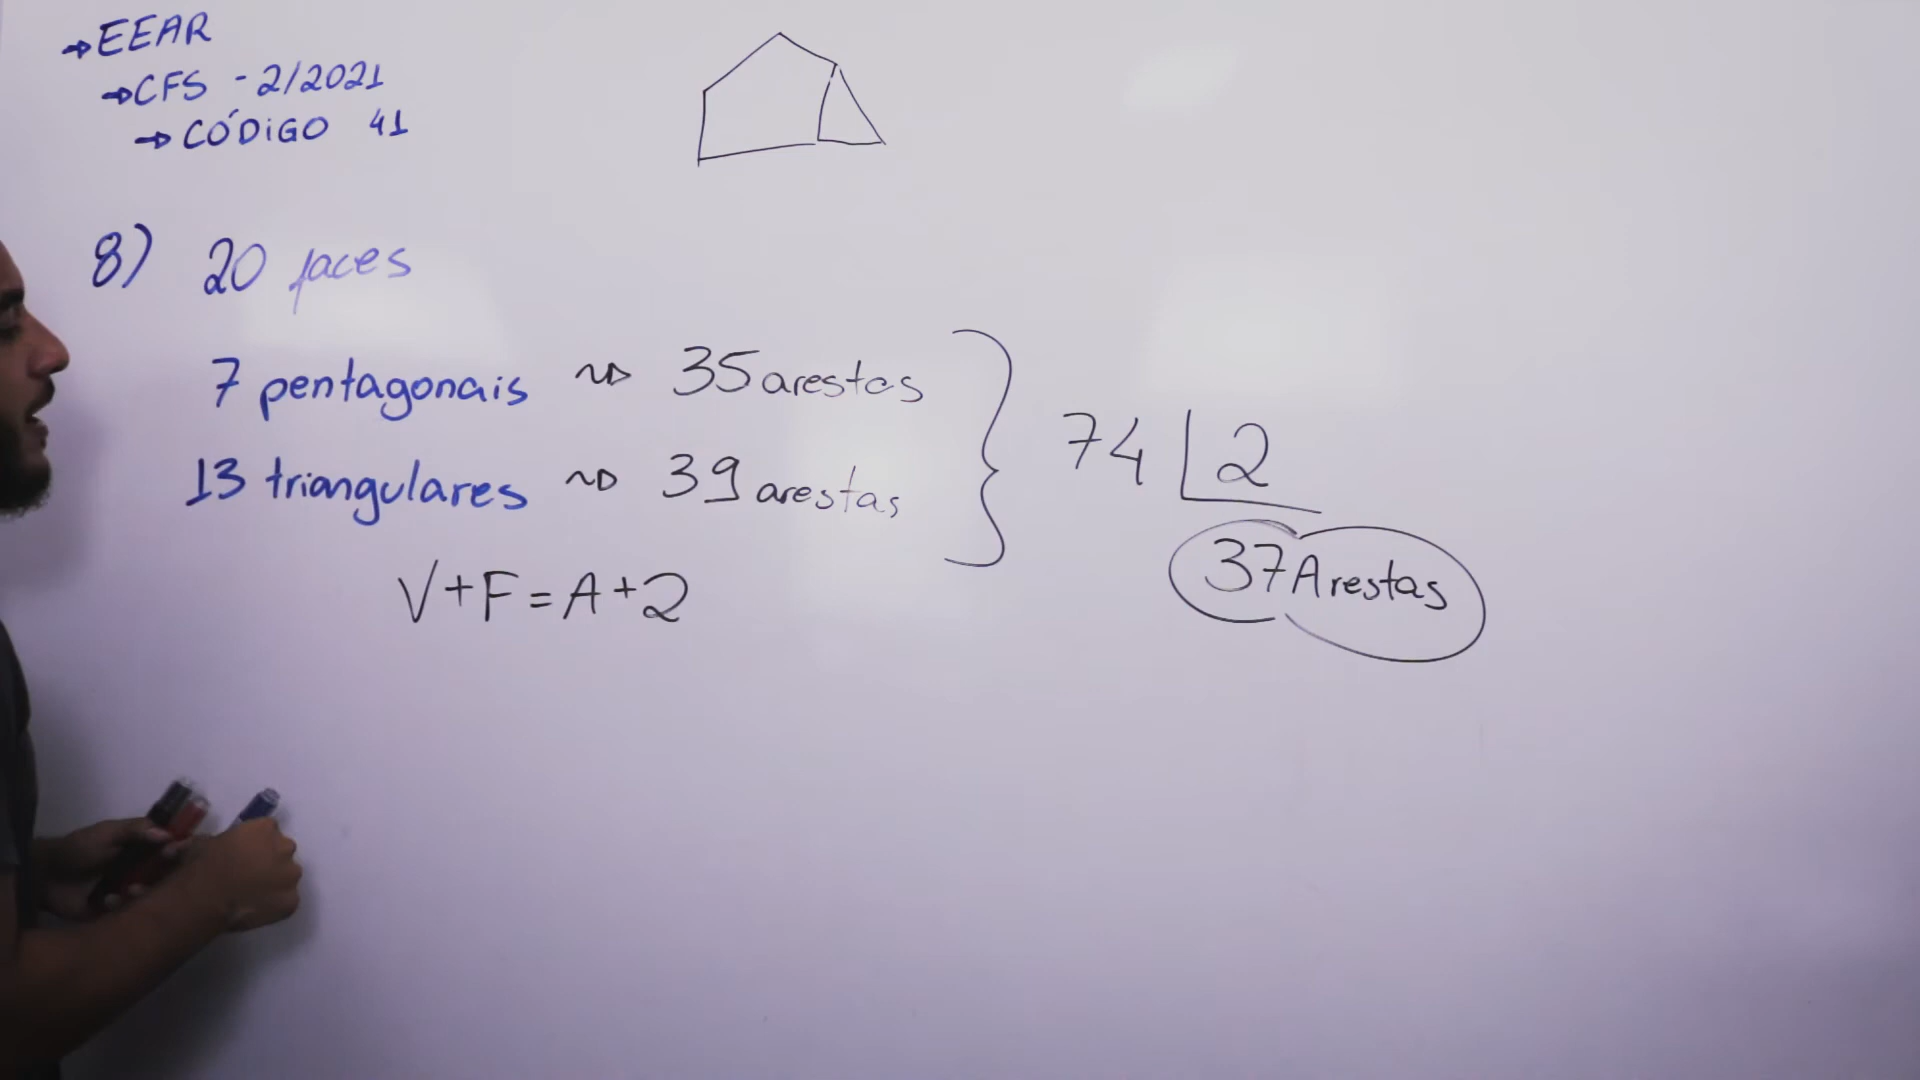 →EEAR
→CFS - 2/2021
→ CÓDiGO 41
8) 20 faces
7 pentagonais ~> 35 arestas
13 triangulares ~> 39 arestas
74 | 2
37 Arestas
V+F=A+2